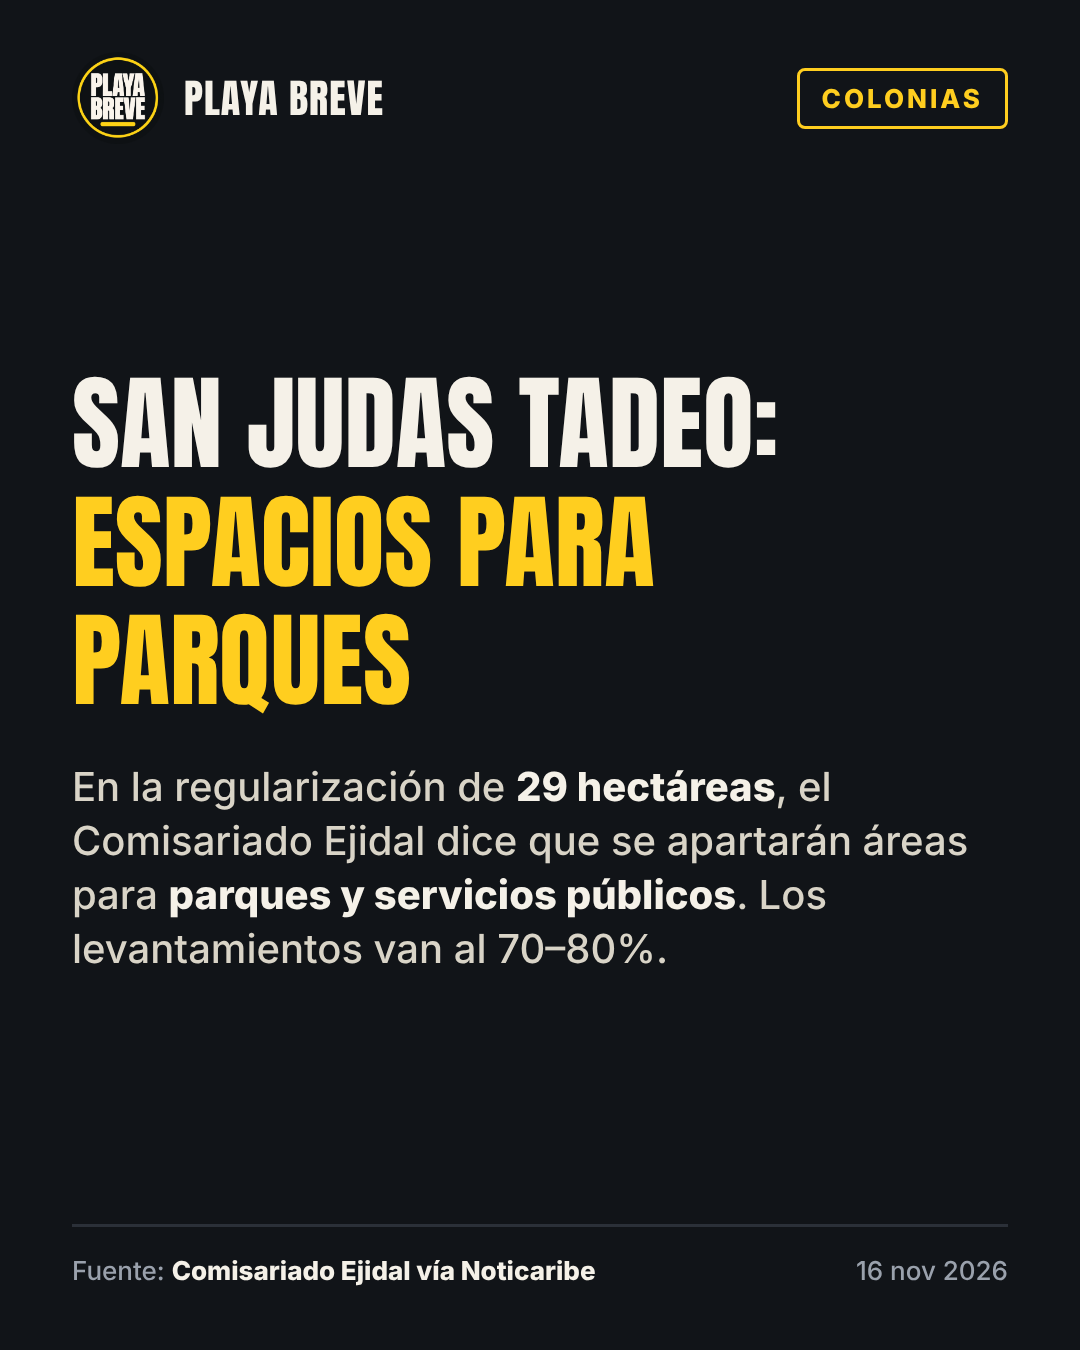 PLAYA
BREVE
PLAYA BREVE
COLONIAS
SAN JUDAS TADEO:
ESPACIOS PARA
PARQUES
En la regularización de 29 hectáreas, el
Comisariado Ejidal dice que se apartarán áreas
para parques y servicios públicos. Los
levantamientos van al 70–80%.
Fuente: Comisariado Ejidal vía Noticaribe
16 nov 2026